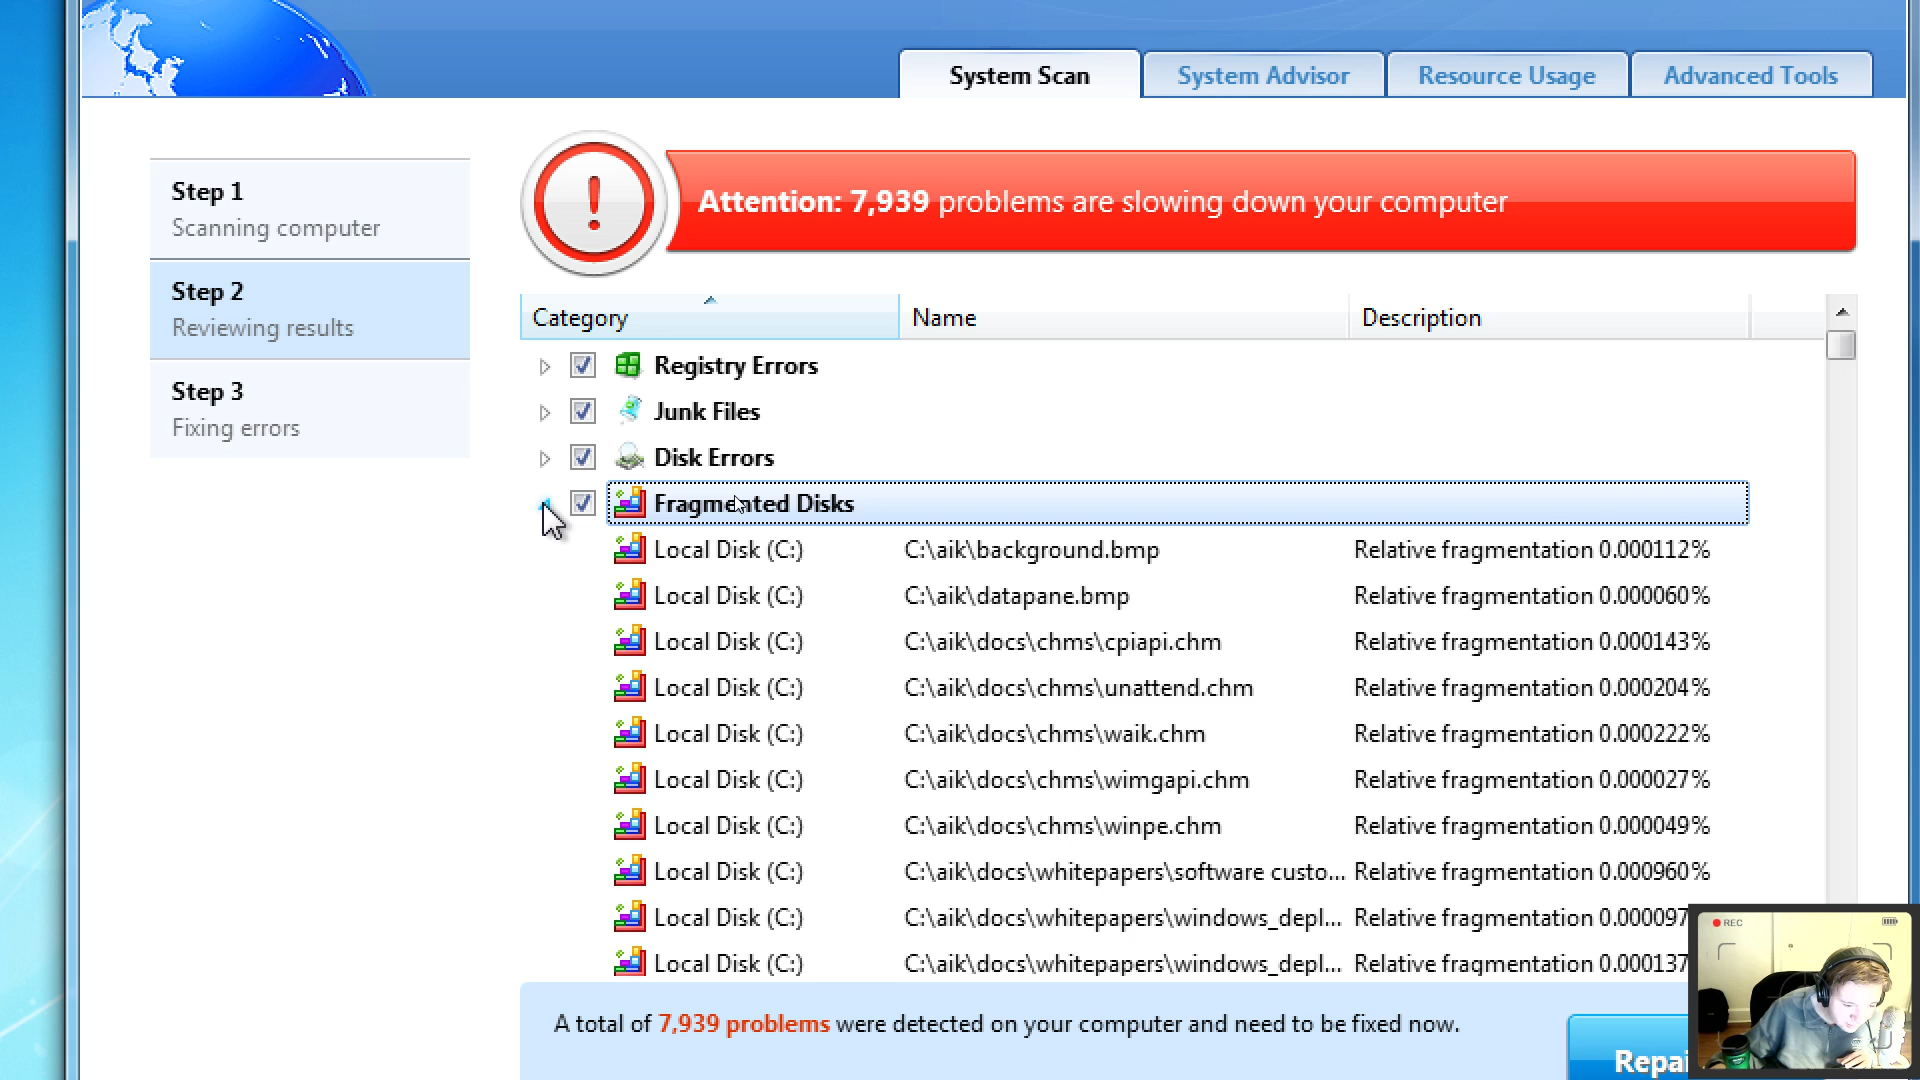 System Scan
System Advisor
Resource Usage
Advanced Tools
Step 1
Scanning computer
Step 2
Reviewing results
Step 3
Fixing errors
Attention: 7,939 problems are slowing down your computer
Category Name Description
Registry Errors
Junk Files
Disk Errors
Fragmented Disks
Local Disk (C:) C:\aik\background.bmp Relative fragmentation 0.000112%
Local Disk (C:) C:\aik\datapane.bmp Relative fragmentation 0.000060%
Local Disk (C:) C:\aik\docs\chms\cpiapi.chm Relative fragmentation 0.000143%
Local Disk (C:) C:\aik\docs\chms\unattend.chm Relative fragmentation 0.000204%
Local Disk (C:) C:\aik\docs\chms\waik.chm Relative fragmentation 0.000222%
Local Disk (C:) C:\aik\docs\chms\wimgapi.chm Relative fragmentation 0.000027%
Local Disk (C:) C:\aik\docs\chms\winpe.chm Relative fragmentation 0.000049%
Local Disk (C:) C:\aik\docs\whitepapers\software custo... Relative fragmentation 0.000960%
Local Disk (C:) C:\aik\docs\whitepapers\windows_depl... Relative fragmentation 0.000097
Local Disk (C:) C:\aik\docs\whitepapers\windows_depl... Relative fragmentation 0.000137
REC
A total of 7,939 problems were detected on your computer and need to be fixed now.
Repai